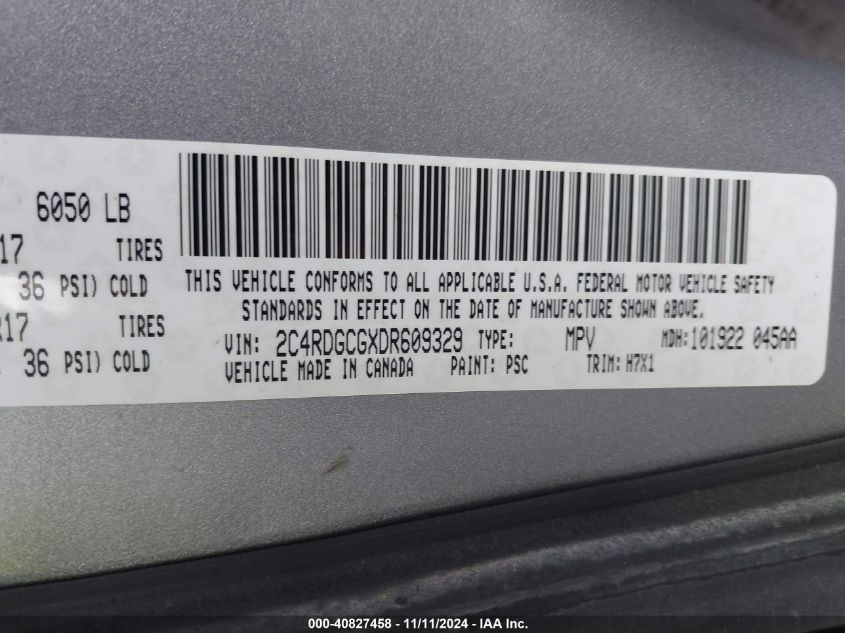 6050 LB
17 TIRES
36 PSI) COLD
R17 TIRES
36 PSI) COLD
THIS VEHICLE CONFORMS TO ALL APPLICABLE U.S.A. FEDERAL MOTOR VEHICLE SAFETY
STANDARDS IN EFFECT ON THE DATE OF MANUFACTURE SHOWN ABOVE.
VIN: 2C4RDGCGXDR609329 TYPE: MPV MDH:101922 045AA
VEHICLE MADE IN CANADA PAINT: PSC TRIM: H7X1
000-40827458 - 11/11/2024 - IAA Inc.